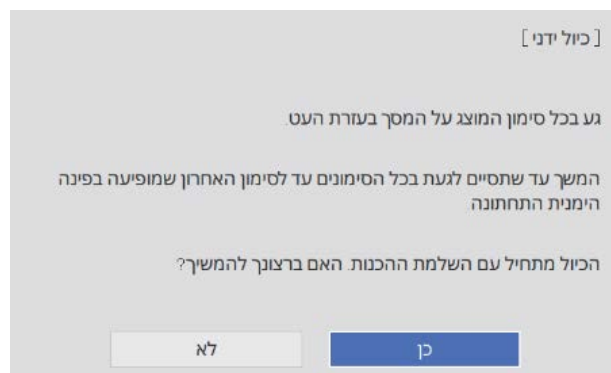 [ כיול ידני ]
גע בכל סימון המוצג על המסך בעזרת העט.
המשך עד שתסיים לגעת בכל הסימונים עד לסימון האחרון שמופיעה בפינה
הימנית התחתונה
הכיול מתחיל עם השלמת ההכנות. האם ברצונך להמשיך?
כן
לא